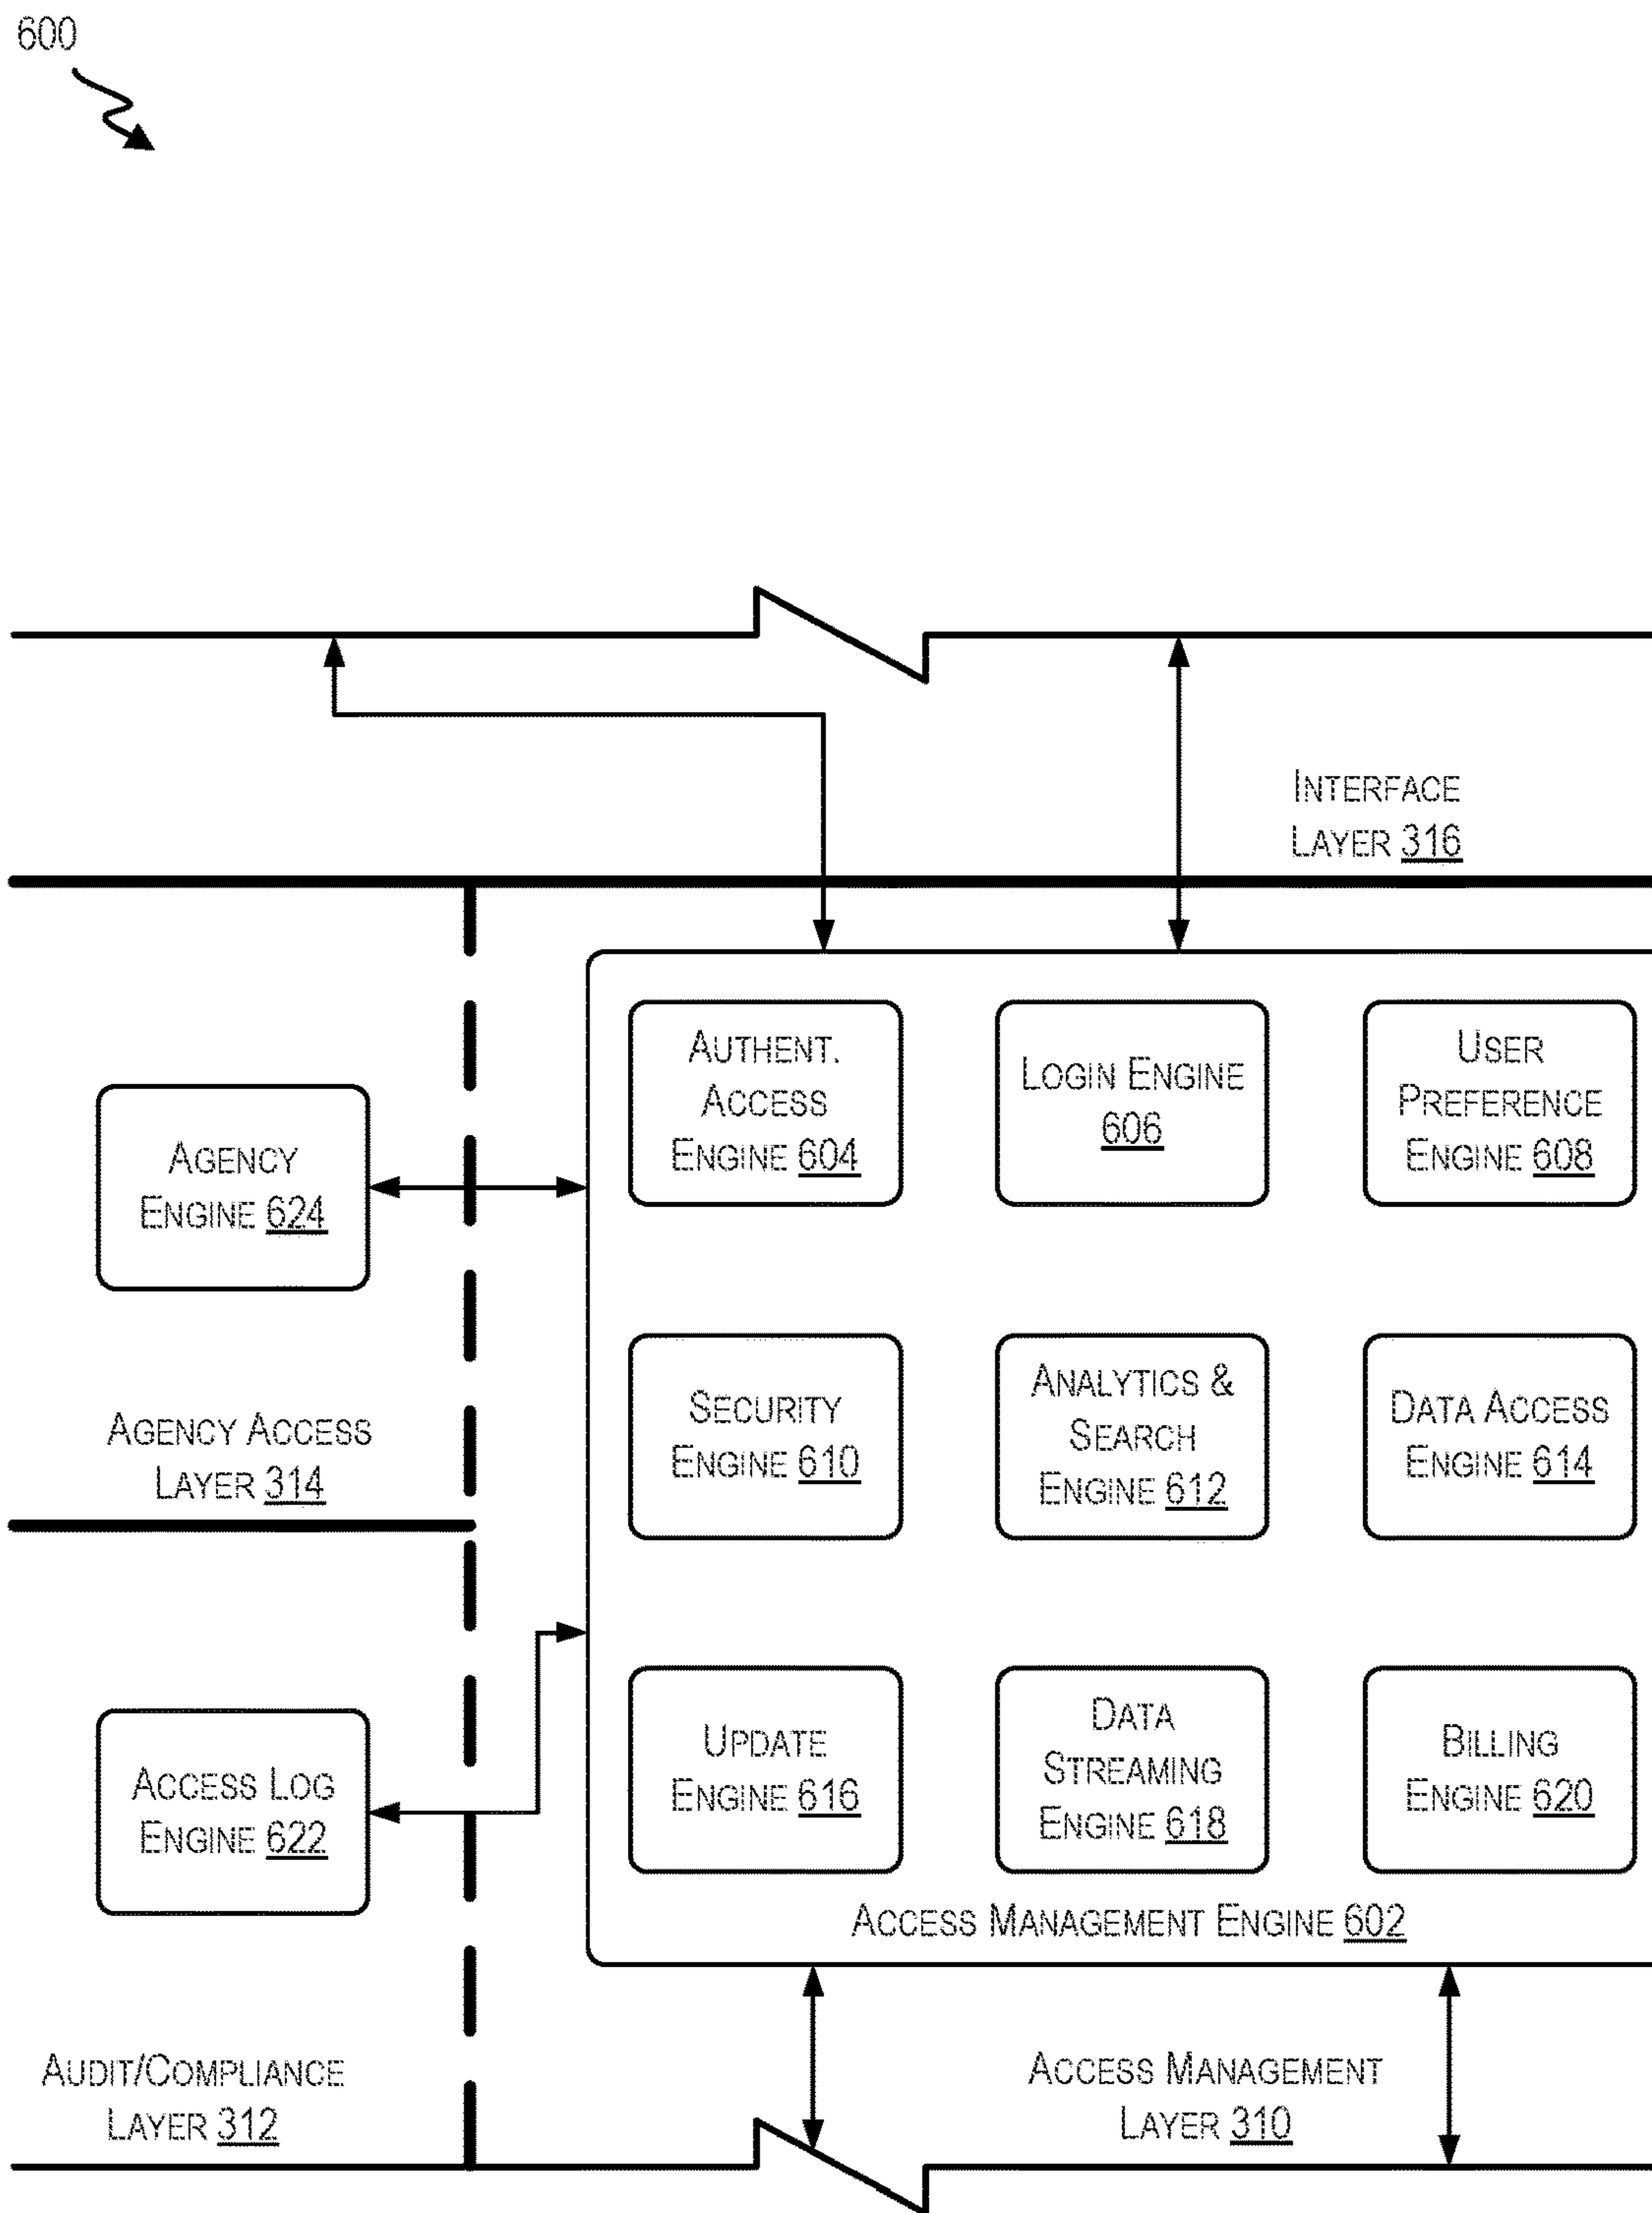 600
INTERFACE
LAYER 316
AUTHENT.
ACCESS
ENGINE 604
LOGIN ENGINE
606
USER
PREFERENCE
ENGINE 608
AGENCY
ENGINE 624
SECURITY
ENGINE 610
ANALYTICS &
SEARCH
ENGINE 612
DATA ACCESS
ENGINE 614
AGENCY ACCESS
LAYER 314
UPDATE
ENGINE 616
DATA
STREAMING
ENGINE 618
BILLING
ENGINE 620
ACCESS LOG
ENGINE 622
ACCESS MANAGEMENT ENGINE 602
AUDIT/COMPLIANCE
LAYER 312
ACCESS MANAGEMENT
LAYER 310